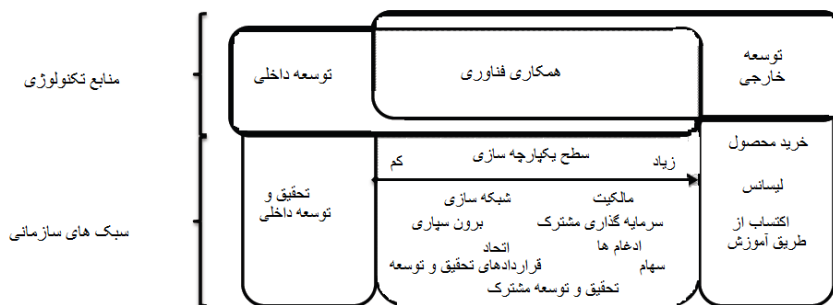 منابع تکنولوژی
توسعه داخلی
همکاری فناوری
توسعه
خارجی
سبک های سازمانی
تحقیق و
توسعه داخلی
سطح یکپارچه سازی
کم
زیاد
شبکه سازی
مالکیت
برون سپاری
سرمایه گذاری مشترک
اتحاد
ادغام ها
قراردادهای تحقیق و توسعه
سهام
تحقیق و توسعه مشترک
خرید محصول
لیسانس
اکتساب از
طریق آموزش